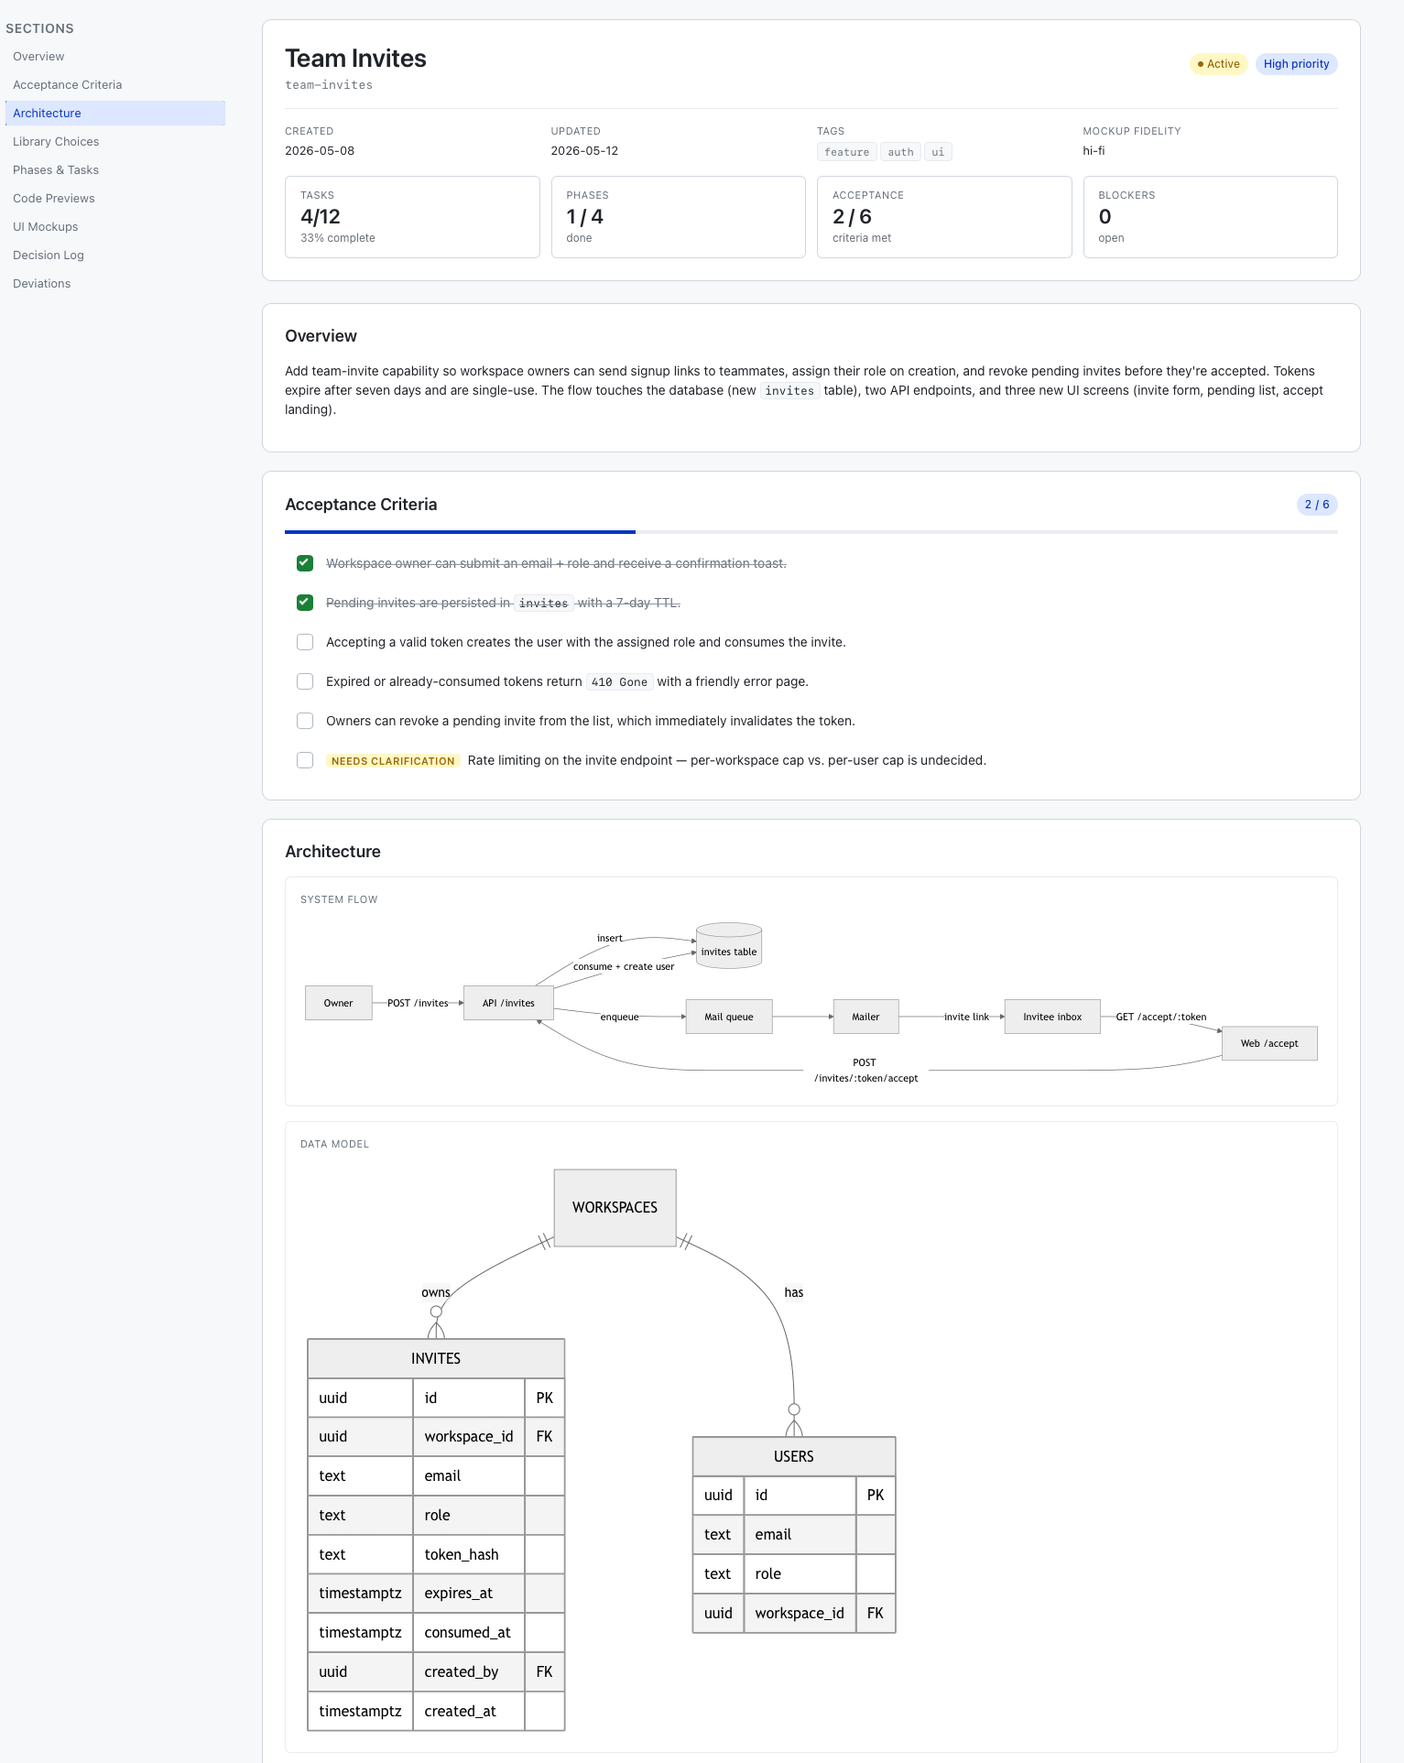 SECTIONS
Overview
Acceptance Criteria
Architecture
Library Choices
Phases & Tasks
Code Previews
UI Mockups
Decision Log
Deviations
Team Invites
team-invites
Active
High priority
CREATED
2026-05-08
UPDATED
2026-05-12
TAGS
feature auth ui
MOCKUP FIDELITY
hi-fi
TASKS
4/12
33% complete
PHASES
1 / 4
done
ACCEPTANCE
2 / 6
criteria met
BLOCKERS
0
open
Overview
Add team-invite capability so workspace owners can send signup links to teammates, assign their role on creation, and revoke pending invites before they're accepted. Tokens
expire after seven days and are single-use. The flow touches the database (new invites table), two API endpoints, and three new UI screens (invite form, pending list, accept
landing).
Acceptance Criteria
2 / 6
Workspace owner can submit an email + role and receive a confirmation toast.
Pending invites are persisted in invites with a 7-day TTL.
Accepting a valid token creates the user with the assigned role and consumes the invite.
Expired or already-consumed tokens return 410 Gone with a friendly error page.
Owners can revoke a pending invite from the list, which immediately invalidates the token.
NEEDS CLARIFICATION Rate limiting on the invite endpoint — per-workspace cap vs. per-user cap is undecided.
Architecture
SYSTEM FLOW
insert
invites table
consume + create user
Owner
POST /invites
API /invites
enqueue
Mail queue
Mailer
invite link
Invitee inbox
GET /accept/:token
Web /accept
POST
/invites/:token/accept
DATA MODEL
WORKSPACES
owns
has
INVITES
uuid id PK
uuid workspace_id FK
text email
text role
text token_hash
timestamptz expires_at
timestamptz consumed_at
uuid created_by FK
timestamptz created_at
USERS
uuid id PK
text email
text role
uuid workspace_id FK